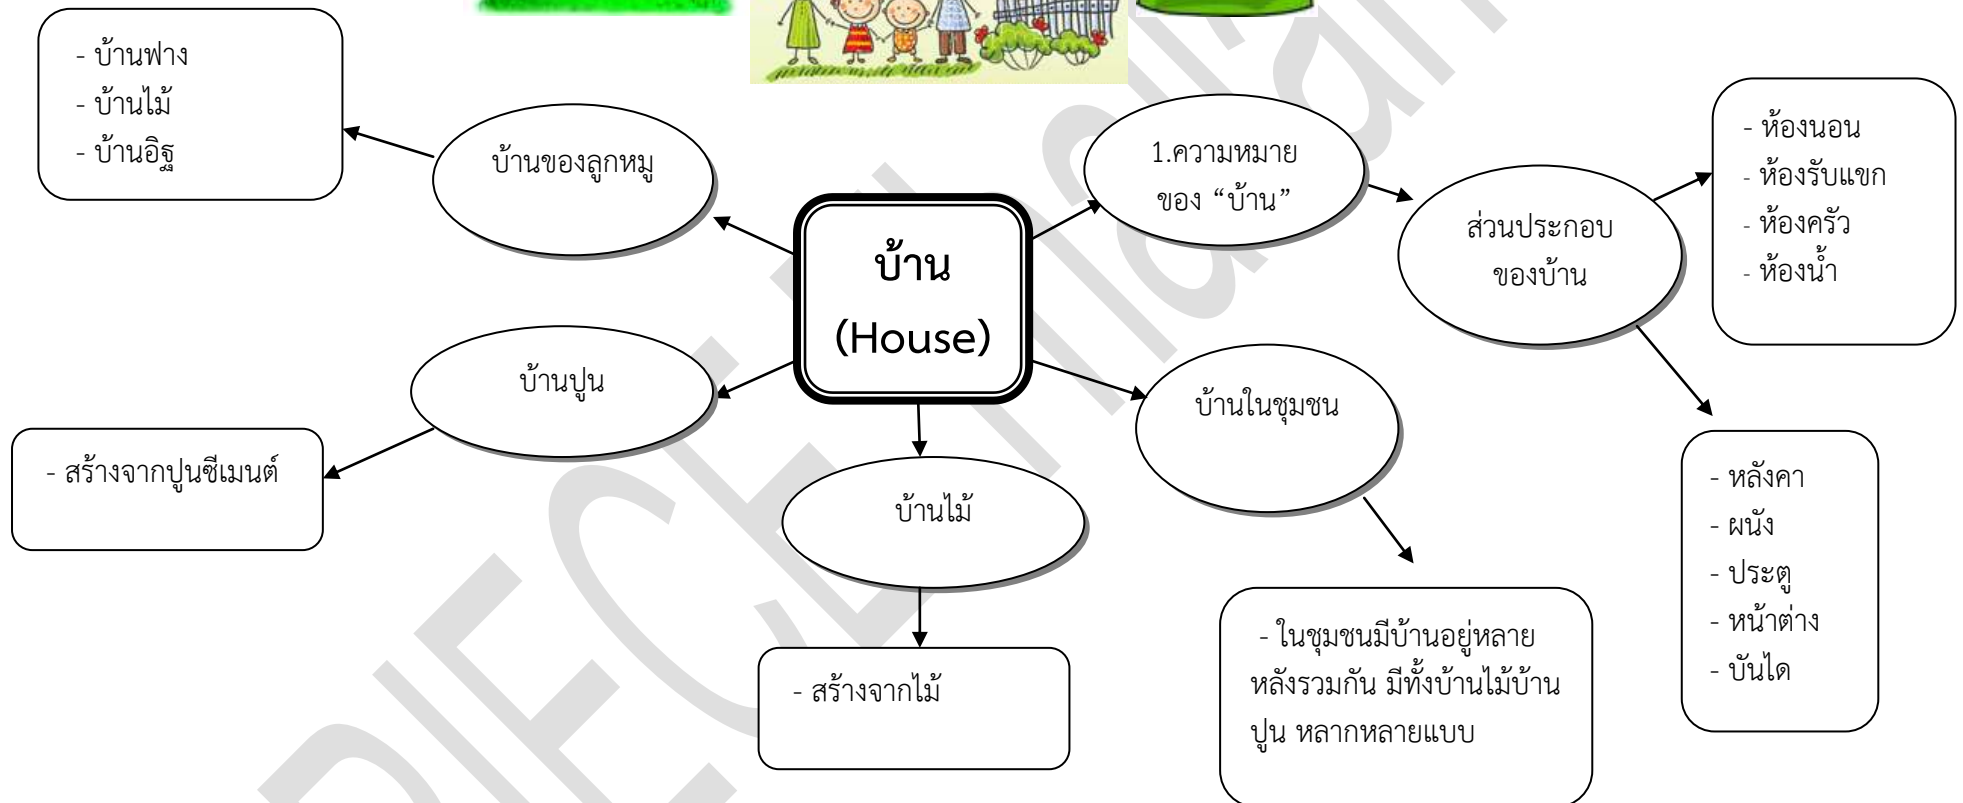 - บ้านฟาง
- บ้านไม้
- บ้านอิฐ
บ้านของลูกหมู
1.ความหมาย
ของ “บ้าน”
ส่วนประกอบ
ของบ้าน
- ห้องนอน
- ห้องรับแขก
- ห้องครัว
- ห้องน้ำ
บ้าน
(House)
บ้านปูน
- สร้างจากปูนซีเมนต์
บ้านไม้
- สร้างจากไม้
บ้านในชุมชน
- ในชุมชนมีบ้านอยู่หลาย
หลังรวมกัน มีทั้งบ้านไม้บ้าน
ปูน หลากหลายแบบ
- หลังคา
- ผนัง
- ประตู
- หน้าต่าง
- บันได